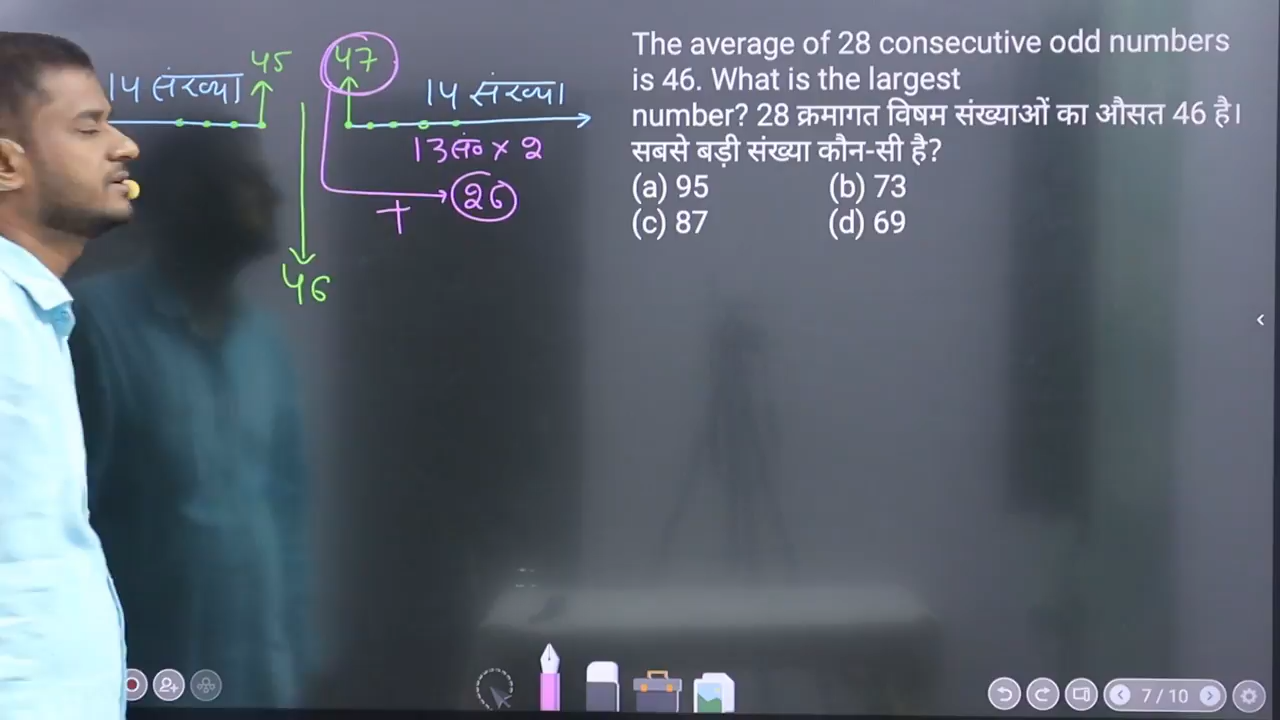 45
47
14 संख्या
14 संख्या
13 सं० × 2
+ 26
46
The average of 28 consecutive odd numbers
is 46. What is the largest
number? 28 क्रमागत विषम संख्याओं का औसत 46 है।
सबसे बड़ी संख्या कौन-सी है?
(a) 95 (b) 73
(c) 87 (d) 69
7 / 10